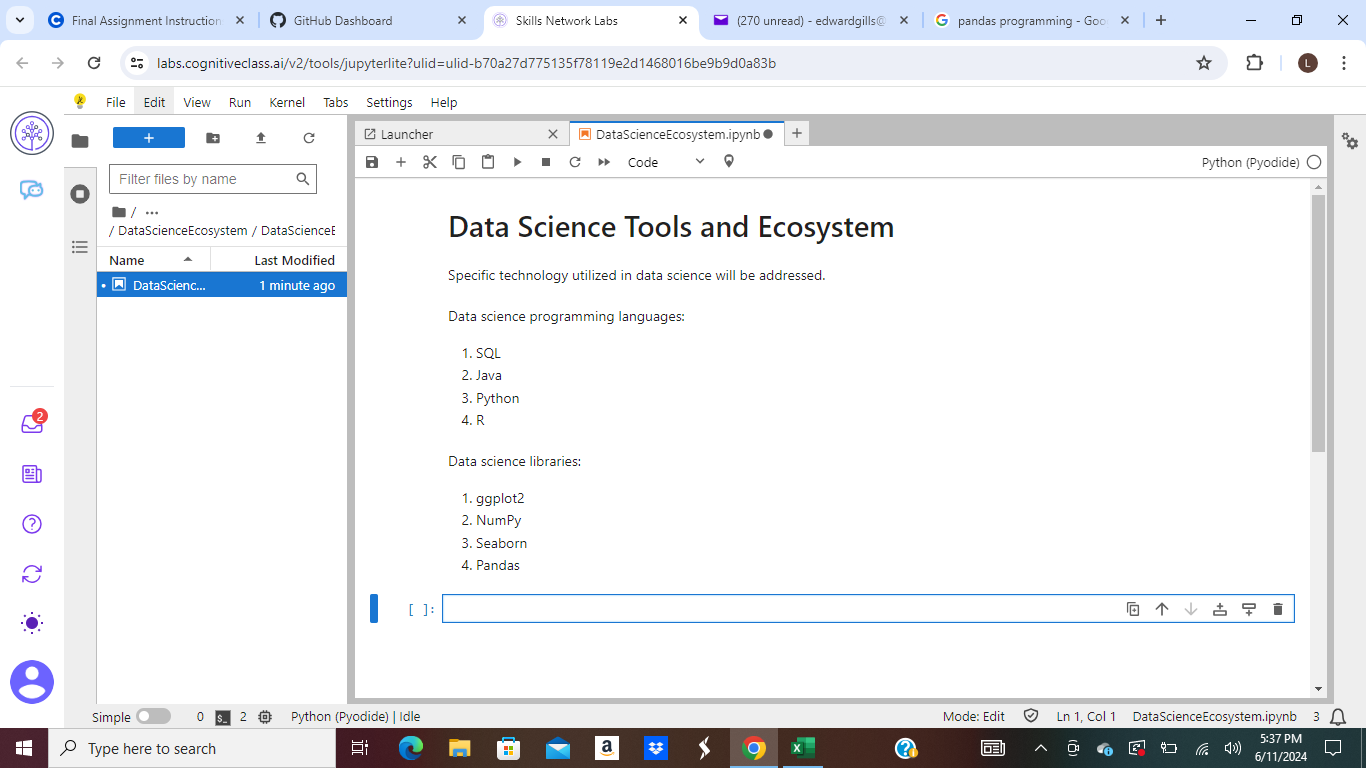 Final Assignment Instruction
GitHub Dashboard
Skills Network Labs
(270 unread) - edwardgills@
pandas programming - Goo
labs.cognitiveclass.ai/v2/tools/jupyterlite?ulid=ulid-b70a27d775135f78119e2d1468016be9b9d0a83b
L
File Edit View Run Kernel Tabs Settings Help
Launcher
DataScienceEcosystem.ipynb
Code
Python (Pyodide)
Filter files by name
/ ...
/ DataScienceEcosystem / DataScienceE
Name Last Modified
DataScienc... 1 minute ago
2
Data Science Tools and Ecosystem
Specific technology utilized in data science will be addressed.
Data science programming languages:
1. SQL
2. Java
3. Python
4. R
Data science libraries:
1. ggplot2
2. NumPy
3. Seaborn
4. Pandas
[ ]:
Simple 0 2 Python (Pyodide) | Idle Mode: Edit Ln 1, Col 1 DataScienceEcosystem.ipynb 3
Type here to search
5:37 PM
6/11/2024